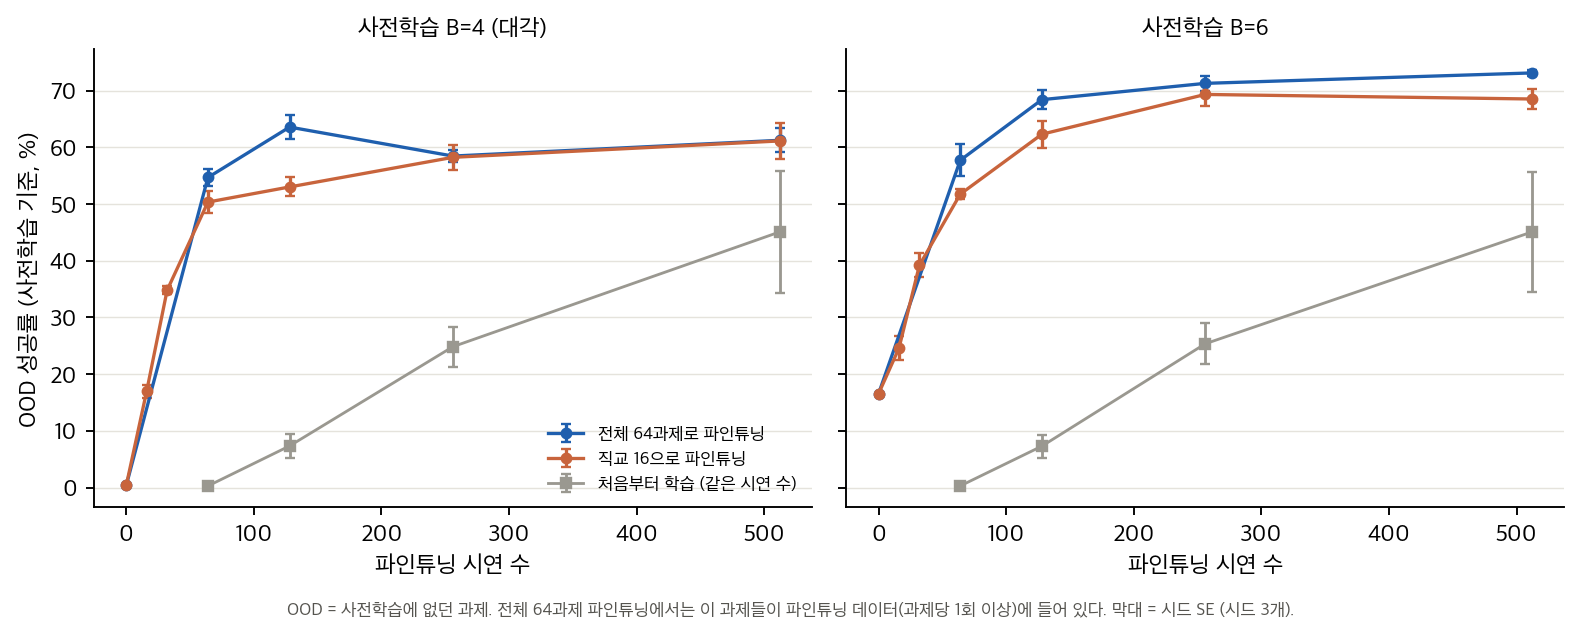 사전학습 B=4 (대각)
사전학습 B=6
OOD 성공률 (사전학습 기준, %)
70
60
50
40
30
20
10
0
전체 64과제로 파인튜닝
직교 16으로 파인튜닝
처음부터 학습 (같은 시연 수)
0 100 200 300 400 500
0 100 200 300 400 500
파인튜닝 시연 수
파인튜닝 시연 수
OOD = 사전학습에 없던 과제. 전체 64과제 파인튜닝에서는 이 과제들이 파인튜닝 데이터(과제당 1회 이상)에 들어 있다. 막대 = 시드 SE (시드 3개).